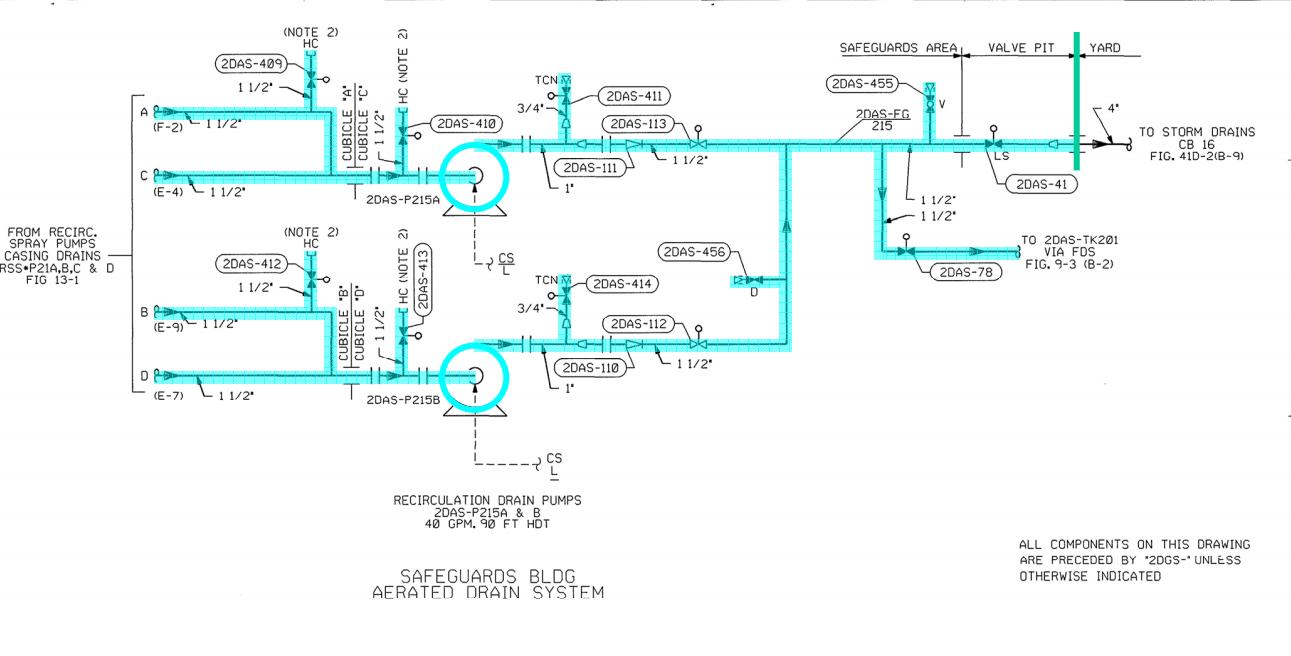 (NOTE 2)
HC
2DAS-409
1 1/2"
A
(F-2)
1 1/2"
CUBICLE "A"
CUBICLE "C"
HC (NOTE 2)
1 1/2"
2DAS-410
C
(E-4)
1 1/2"
2DAS-P215A
CS
L
TCN
3/4"
2DAS-411
2DAS-113
2DAS-111
1 1/2"
1"
2DAS-455
V
2DAS-FG
215
SAFEGUARDS AREA
VALVE PIT
YARD
4"
TO STORM DRAINS
CB 16
FIG. 41D-2(B-9)
LS
2DAS-41
1 1/2"
1 1/2"
TO 2DAS-TK201
VIA FDS
FIG. 9-3 (B-2)
2DAS-78
2DAS-456
D
FROM RECIRC.
SPRAY PUMPS
CASING DRAINS
RSS*P21A,B,C & D
FIG 13-1
(NOTE 2)
HC
2DAS-412
1 1/2"
B
(E-9)
1 1/2"
CUBICLE "B"
CUBICLE "D"
HC (NOTE 2)
1 1/2"
2DAS-413
D
(E-7)
1 1/2"
2DAS-P215B
CS
L
TCN
3/4"
2DAS-414
2DAS-112
2DAS-110
1 1/2"
1"
RECIRCULATION DRAIN PUMPS
2DAS-P215A & B
40 GPM. 90 FT HDT
SAFEGUARDS BLDG
AERATED DRAIN SYSTEM
ALL COMPONENTS ON THIS DRAWING
ARE PRECEDED BY "2DGS-" UNLESS
OTHERWISE INDICATED